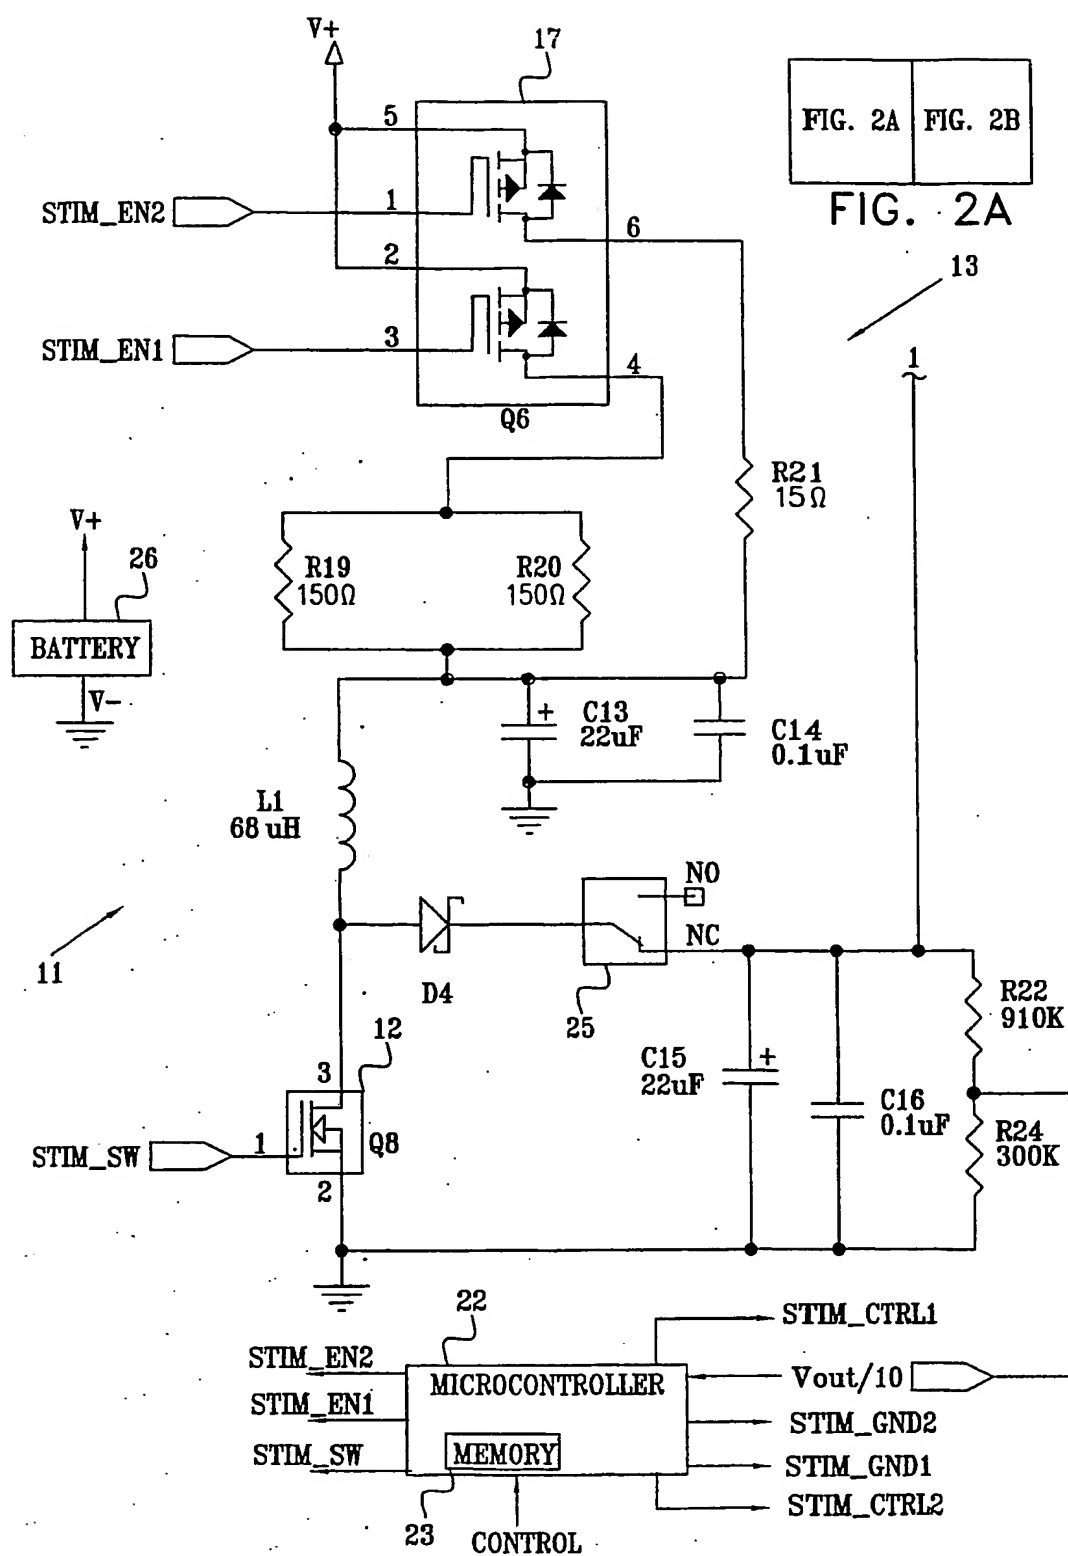 V+
17
FIG. 2A
FIG. 2B
FIG. 2A
5
STIM_EN2
1
6
2
13
STIM_EN1
3
4
1
Q6
R21
15Ω
V+
26
R19
150Ω
R20
150Ω
BATTERY
V-
+
C13
22uF
C14
0.1uF
L1
68 uH
NO
NC
11
D4
25
R22
910K
12
3
C15
22uF
+
C16
0.1uF
R24
300K
STIM_SW
1
Q8
2
22
STIM_CTRL1
STIM_EN2
MICROCONTROLLER
Vout/10
STIM_EN1
STIM_GND2
STIM_SW
MEMORY
STIM_GND1
23
STIM_CTRL2
CONTROL